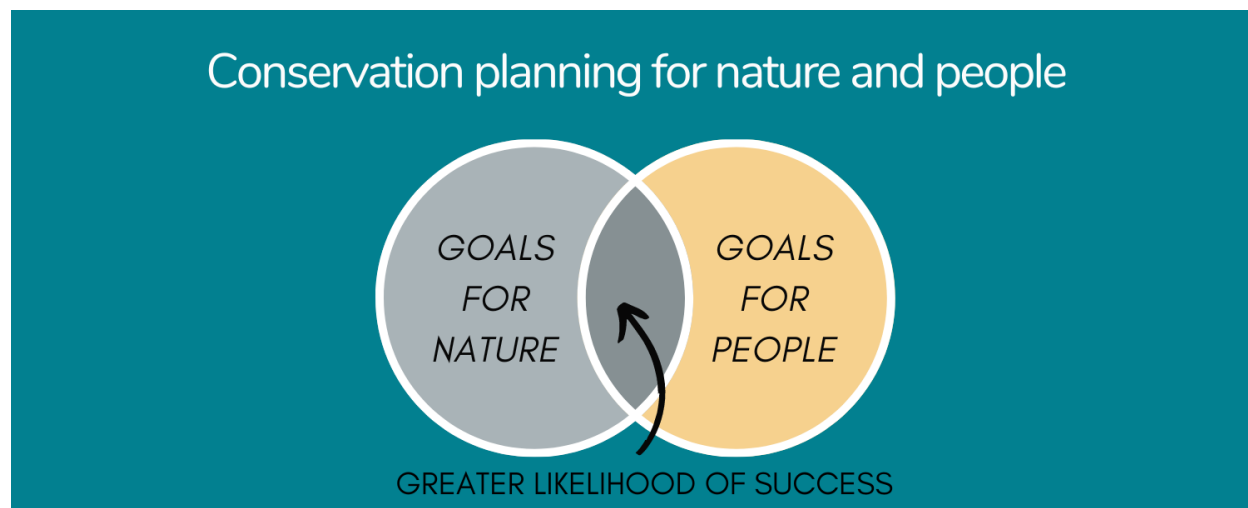 Conservation planning for nature and people
GOALS
FOR
NATURE
GOALS
FOR
PEOPLE
GREATER LIKELIHOOD OF SUCCESS